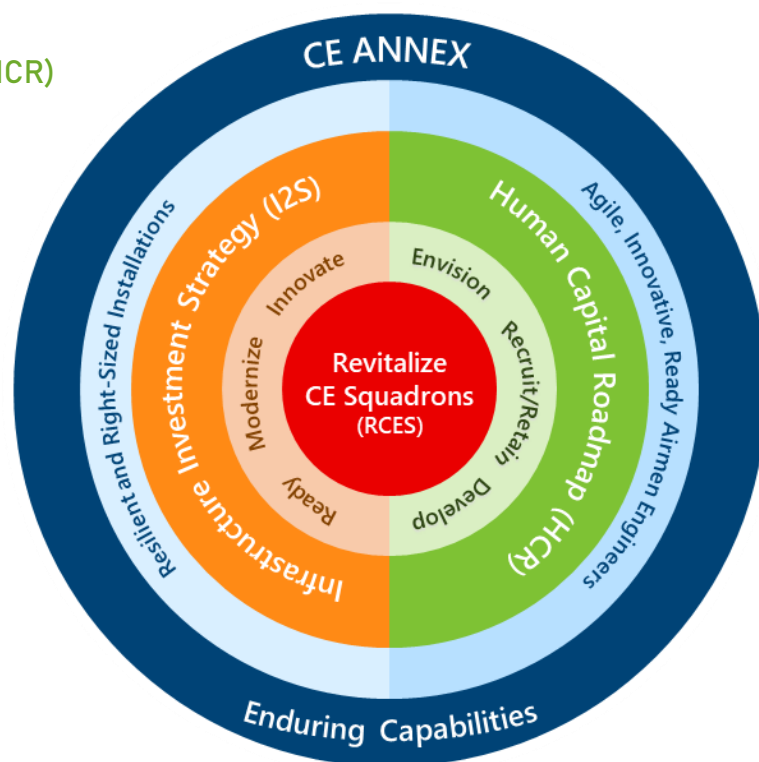 HCR)
CE ANNEX
Resilient and Right-Sized Installations
Infrastructure Investment Strategy (I2S)
Ready Modernize Innovate
Revitalize
CE Squadrons
(RCES)
Envision Recruit/Retain Develop
Human Capital Roadmap (HCR)
Agile, Innovative, Ready Airmen Engineers
Enduring Capabilities